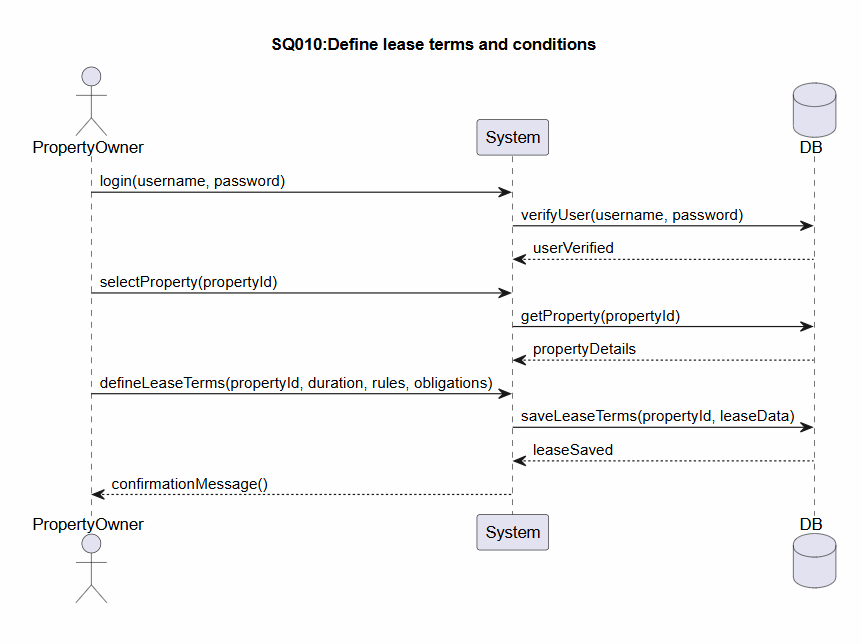 SQ010:Define lease terms and conditions
PropertyOwner
System
DB
login(username, password)
verifyUser(username, password)
userVerified
selectProperty(propertyId)
getProperty(propertyId)
propertyDetails
defineLeaseTerms(propertyId, duration, rules, obligations)
saveLeaseTerms(propertyId, leaseData)
leaseSaved
confirmationMessage()
PropertyOwner
System
DB